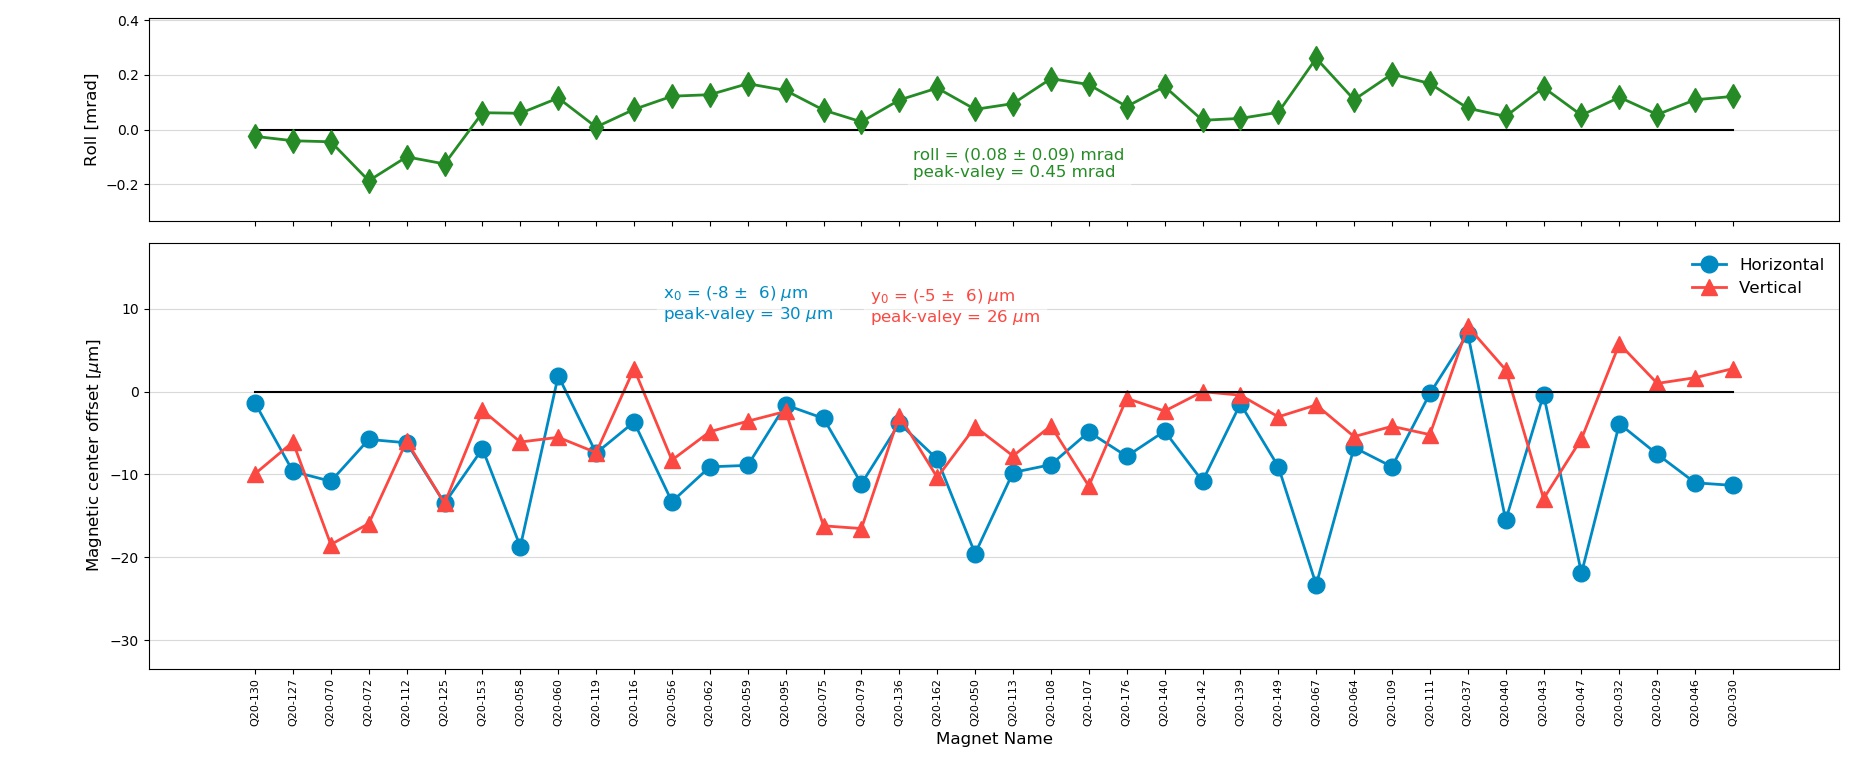 0.4
0.2
0.0
−0.2
Roll [mrad]
roll = (0.08 ± 0.09) mrad
peak-valey = 0.45 mrad
Horizontal
Vertical
x₀ = (-8 ± 6) μm
peak-valey = 30 μm
y₀ = (-5 ± 6) μm
peak-valey = 26 μm
10
0
−10
−20
−30
Magnetic center offset [μm]
Q20-130
Q20-127
Q20-070
Q20-072
Q20-112
Q20-125
Q20-153
Q20-058
Q20-060
Q20-119
Q20-116
Q20-056
Q20-062
Q20-059
Q20-095
Q20-075
Q20-079
Q20-136
Q20-162
Q20-050
Q20-113
Q20-108
Q20-107
Q20-176
Q20-140
Q20-142
Q20-139
Q20-149
Q20-067
Q20-064
Q20-109
Q20-111
Q20-037
Q20-040
Q20-043
Q20-047
Q20-032
Q20-029
Q20-046
Q20-030
Magnet Name